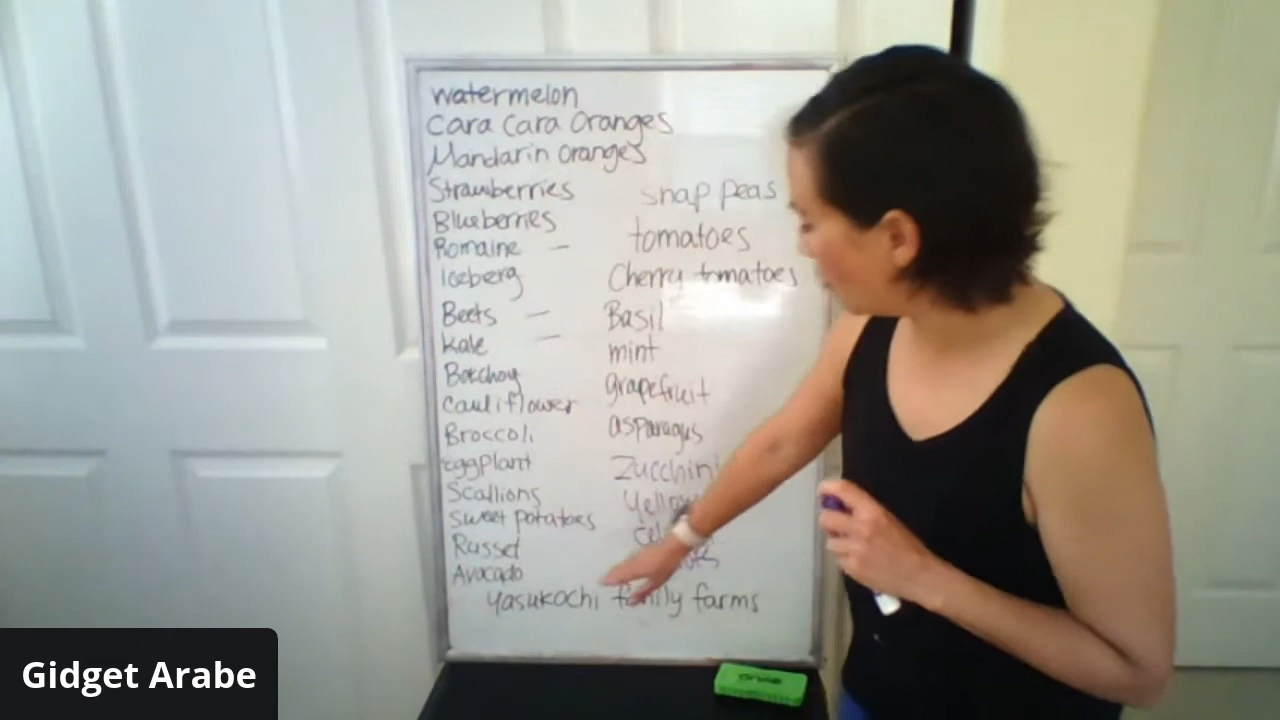 watermelon
Cara Cara Oranges
Mandarin oranges
Strawberries
Blueberries
Romaine —
Iceberg
Beets —
Kale —
Bokchoy
Cauliflower
Broccoli
Eggplant
Scallions
Sweet potatoes
Russet
Avocado
snap peas
tomatoes
Cherry tomatoes
Basil
mint
grapefruit
asparagus
Zucchini
Yasukochi family farms
Gidget Arabe